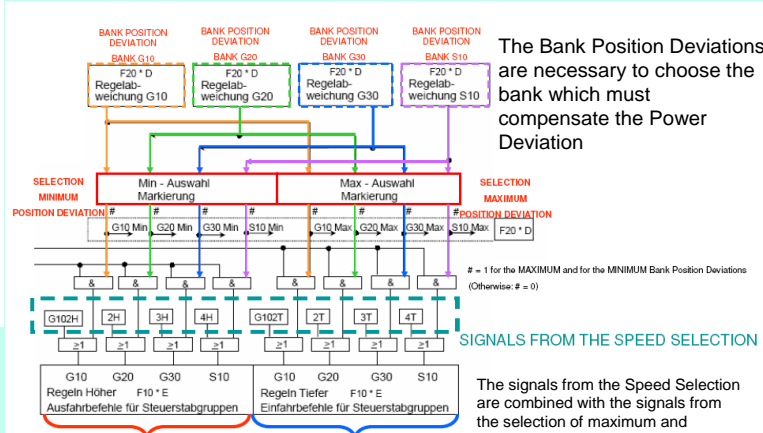 BANK POSITION
DEVIATION
BANK G10
BANK POSITION
DEVIATION
BANK G20
BANK POSITION
DEVIATION
BANK G30
BANK POSITION
DEVIATION
BANK S10
The Bank Position Deviations
are necessary to choose the
bank which must
compensate the Power
Deviation
F20 * D
Regelab-
weichung G10
F20 * D
Regelab-
weichung G20
F20 * D
Regelab-
weichung G30
F20 * D
Regelab-
weichung S10
SELECTION
MINIMUM
POSITION DEVIATION
Min - Auswahl
Markierung
Max - Auswahl
Markierung
SELECTION
MAXIMUM
POSITION DEVIATION
# # # # # # # #
G10 Min G20 Min G30 Min S10 Min G10 Max G20 Max G30 Max S10 Max F20 * D
# = 1 for the MAXIMUM and for the MINIMUM Bank Position Deviations
(Otherwise: # = 0)
& & & & & & & &
G102H 2H 3H 4H G102T 2T 3T 4T
SIGNALS FROM THE SPEED SELECTION
≥1 ≥1 ≥1 ≥1 ≥1 ≥1 ≥1 ≥1
G10 G20 G30 S10
Regeln Höher F10 * E
Ausfahrbefehle für Steuerstabgruppen
G10 G20 G30 S10
Regeln Tiefer F10 * E
Einfahrbefehle für Steuerstabgruppen
The signals from the Speed Selection
are combined with the signals from
the selection of maximum and